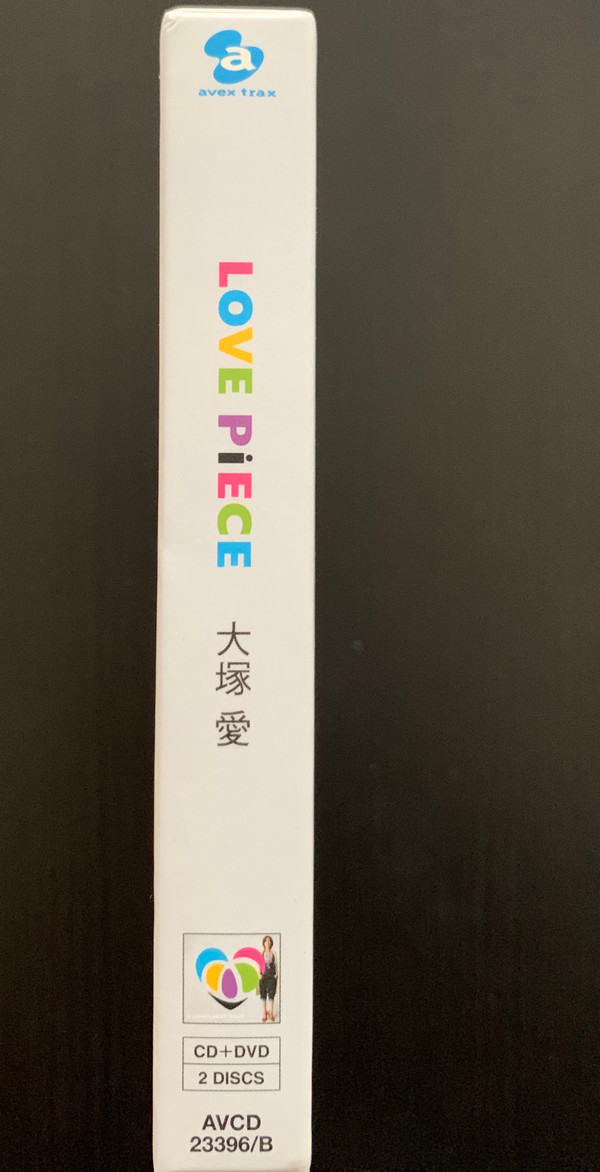 a
avex trax
LOVE PiECE
大塚 愛
CD+DVD
2 DISCS
AVCD
23396/B